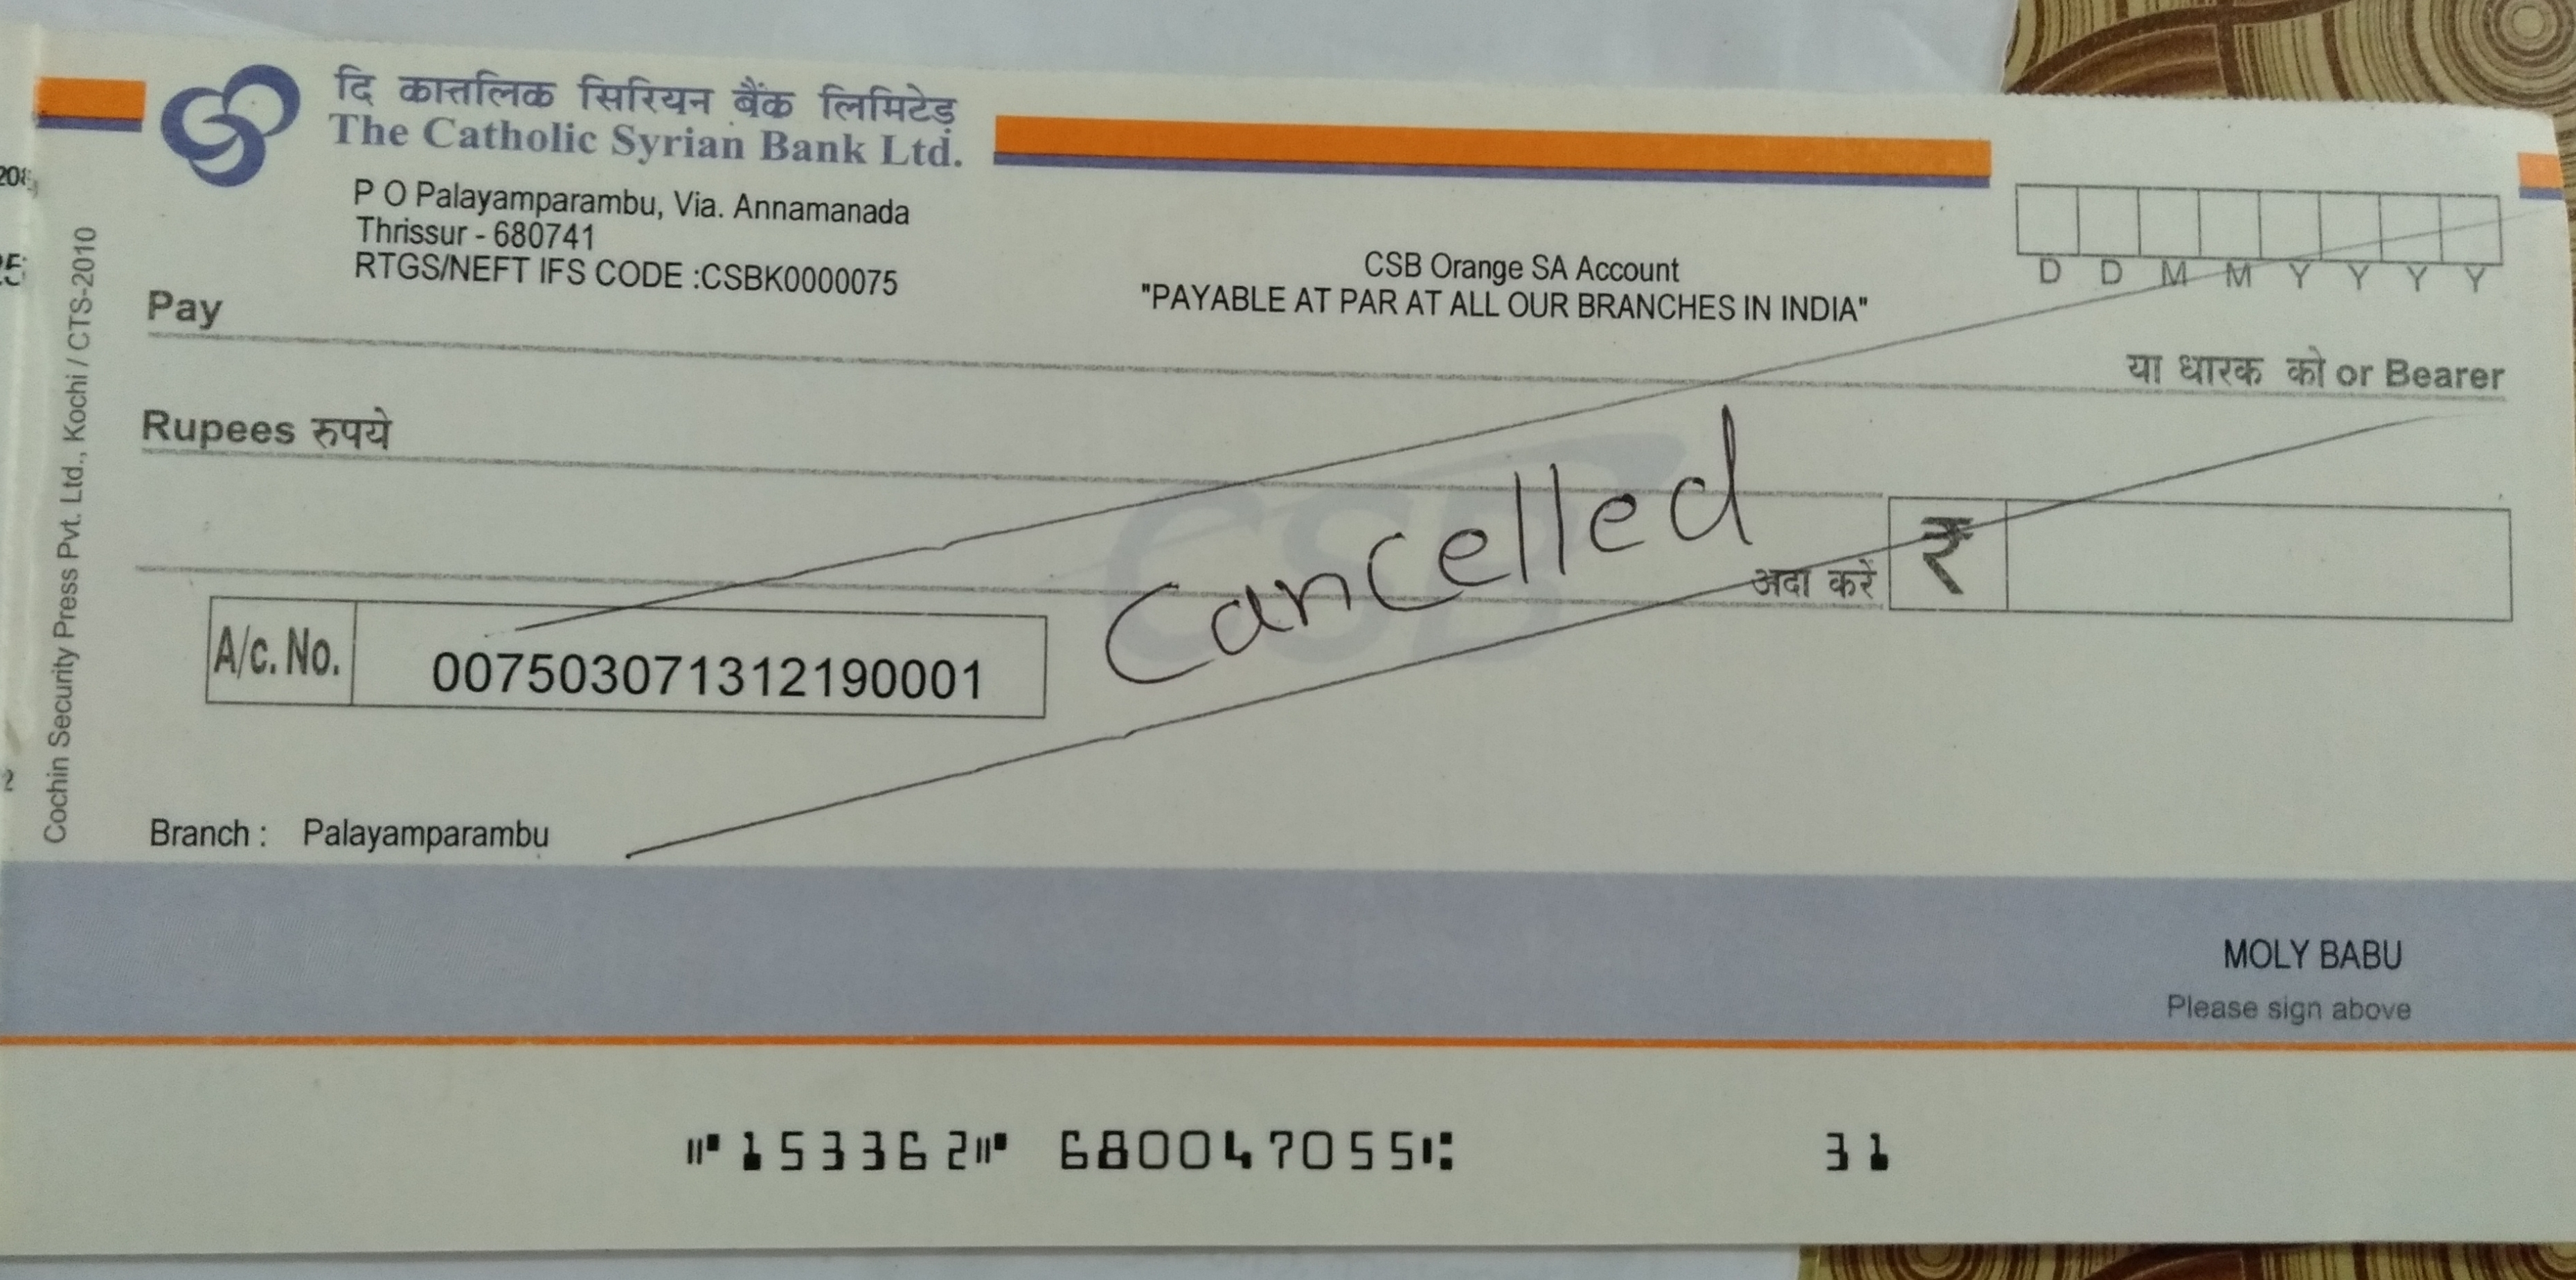 दि कात्तलिक सिरियन बैंक लिमिटेड
The Catholic Syrian Bank Ltd.
P O Palayamparambu, Via. Annamanada
Thrissur - 680741
RTGS/NEFT IFS CODE :CSBK0000075
CSB Orange SA Account
"PAYABLE AT PAR AT ALL OUR BRANCHES IN INDIA"
D D M M Y Y Y Y
Pay
या धारक को or Bearer
Rupees रुपये
अदा करें ₹
Cancelled
CSB
A/c. No. 007503071312190001
Branch : Palayamparambu
Cochin Security Press Pvt. Ltd., Kochi / CTS-2010
MOLY BABU
Please sign above
⑈153362⑈ 680047055⑆ 31